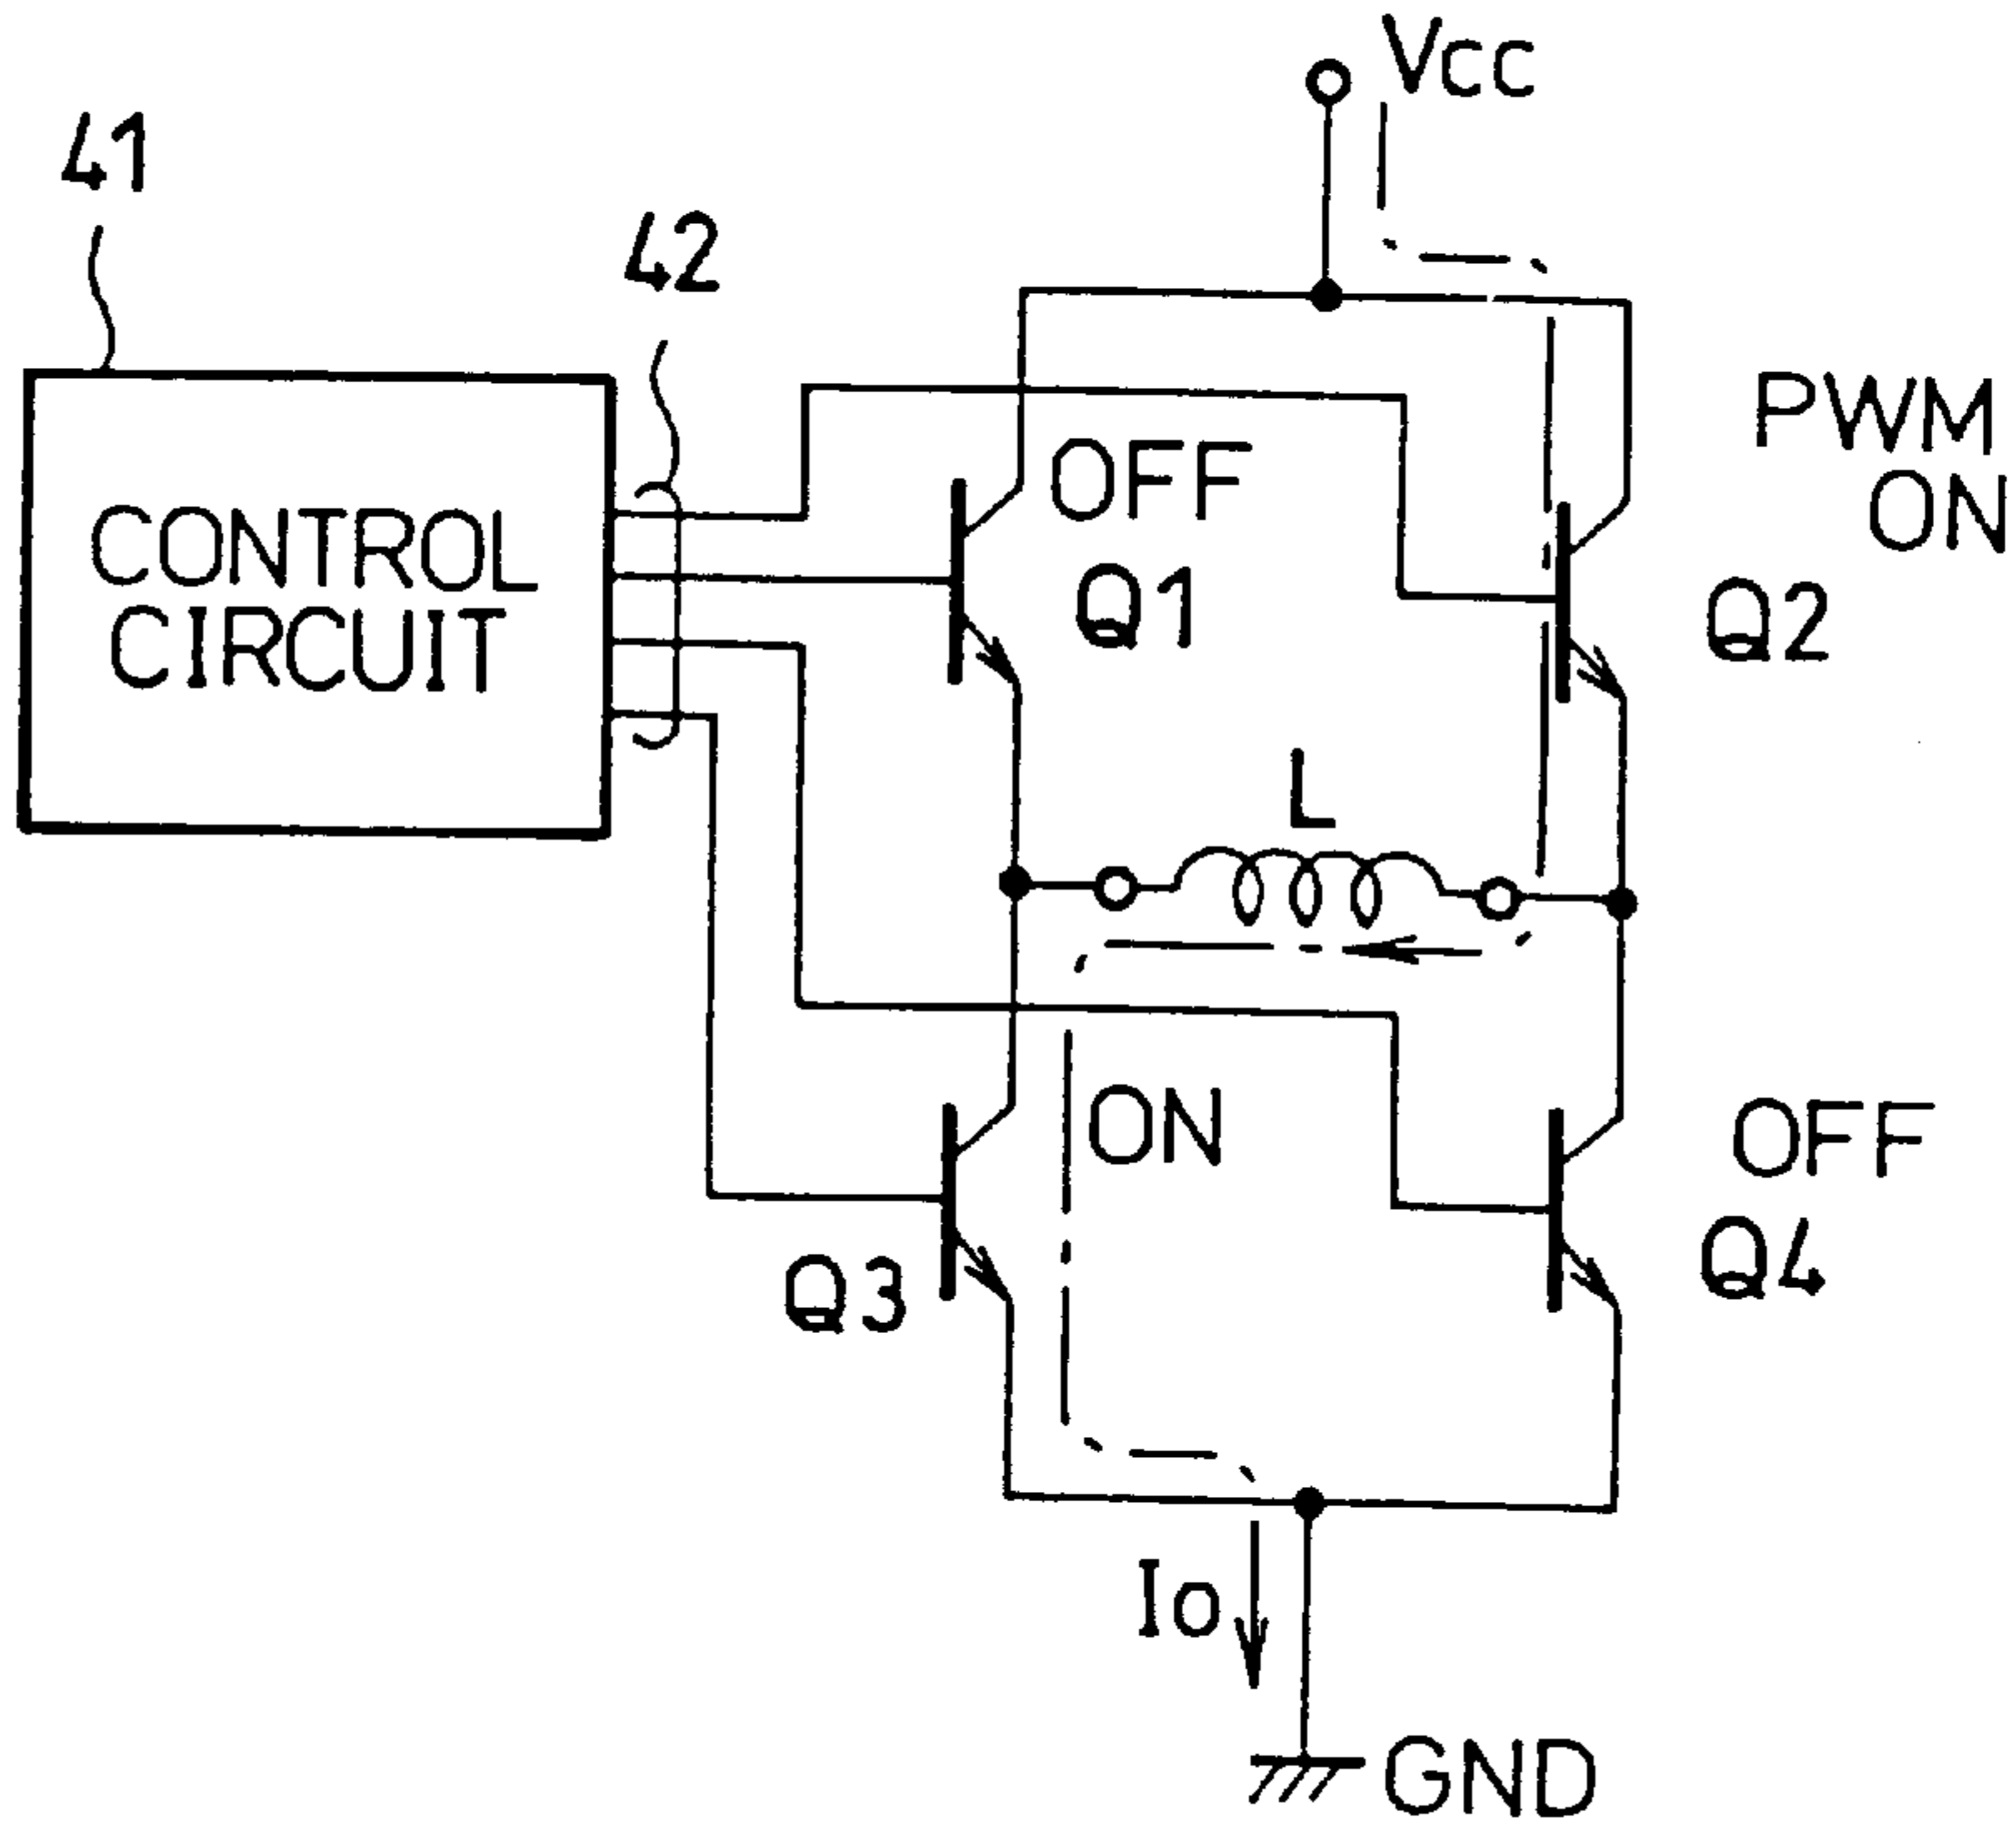 Vcc
41
42
PWM
ON
OFF
Q1
Q2
CONTROL
CIRCUIT
L
ON
OFF
Q3
Q4
Io
GND